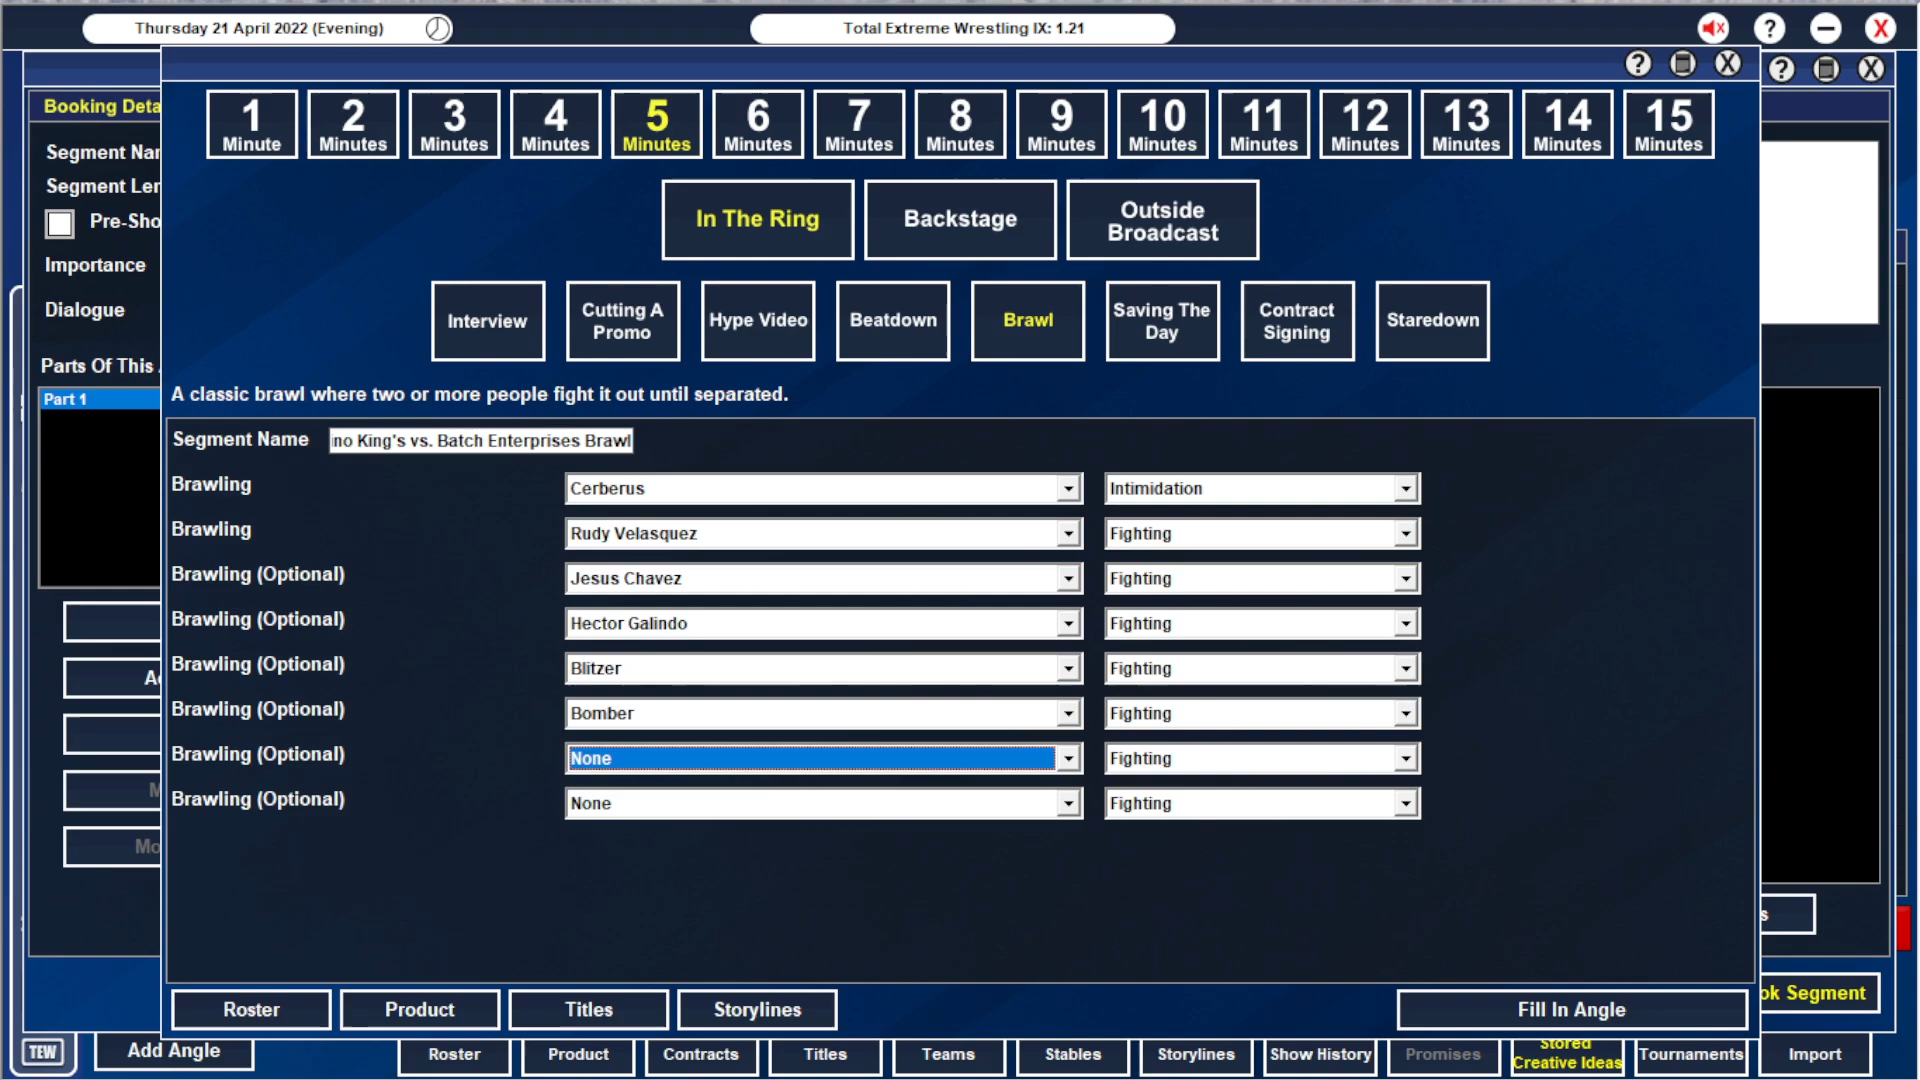 Thursday 21 April 2022 (Evening)
Total Extreme Wrestling IX: 1.21
? X
? X
? X
1 Minute
2 Minutes
3 Minutes
4 Minutes
5 Minutes
6 Minutes
7 Minutes
8 Minutes
9 Minutes
10 Minutes
11 Minutes
12 Minutes
13 Minutes
14 Minutes
15 Minutes
Booking Deta
Segment Nar
Segment Ler
Pre-Sho
Importance
Dialogue
Parts Of This
Part 1
In The Ring
Backstage
Outside
Broadcast
Interview
Cutting A
Promo
Hype Video
Beatdown
Brawl
Saving The
Day
Contract
Signing
Staredown
A classic brawl where two or more people fight it out until separated.
Segment Name no King's vs. Batch Enterprises Brawl
Brawling Cerberus Intimidation
Brawling Rudy Velasquez Fighting
Brawling (Optional) Jesus Chavez Fighting
Brawling (Optional) Hector Galindo Fighting
Brawling (Optional) Blitzer Fighting
Brawling (Optional) Bomber Fighting
Brawling (Optional) None Fighting
Brawling (Optional) None Fighting
Mo
s
Roster Product Titles Storylines Fill In Angle
ok Segment
TEW
Add Angle
Roster Product Contracts Titles Teams Stables Storylines Show History Promises Stored Creative Ideas Tournaments Import